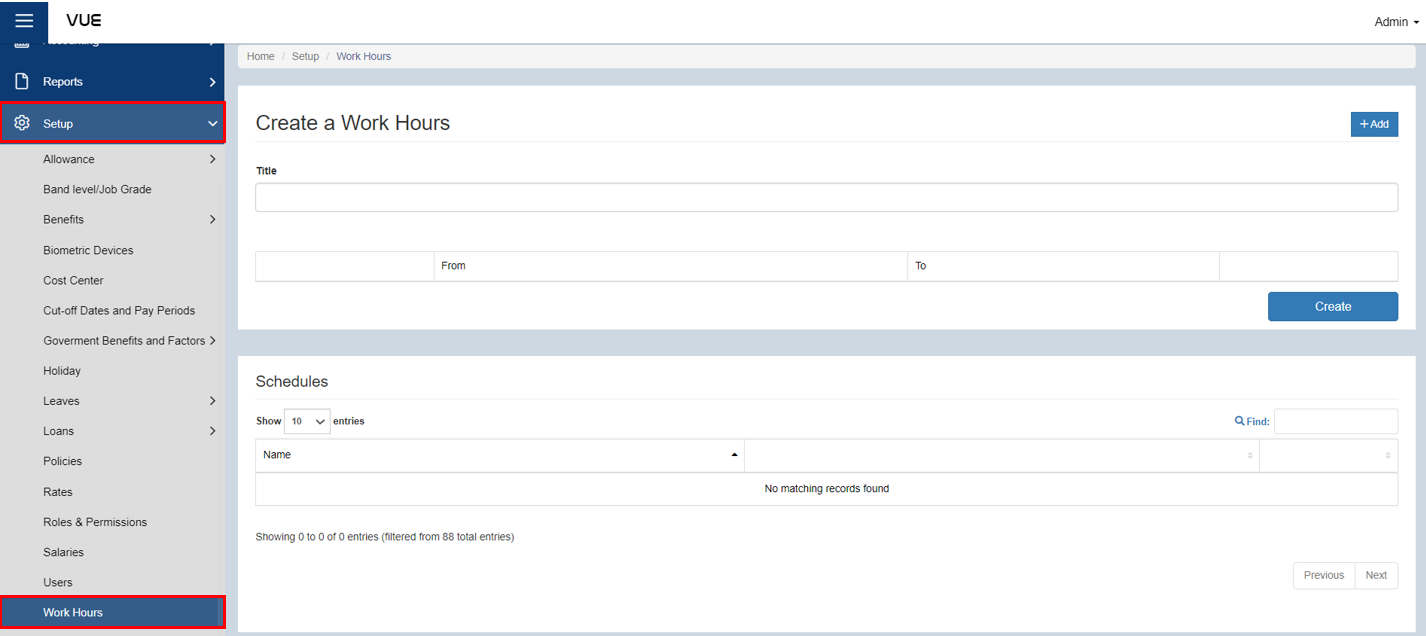 VUE
Admin
Accounting
Home / Setup / Work Hours
Reports
Setup
Allowance
Band level/Job Grade
Benefits
Biometric Devices
Cost Center
Cut-off Dates and Pay Periods
Goverment Benefits and Factors
Holiday
Leaves
Loans
Policies
Rates
Roles & Permissions
Salaries
Users
Work Hours
Create a Work Hours
+ Add
Title
From To
Create
Schedules
Show 10 entries
Find:
Name
No matching records found
Showing 0 to 0 of 0 entries (filtered from 88 total entries)
Previous Next